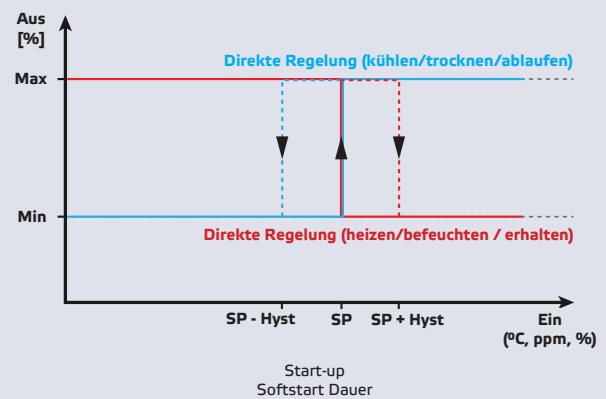 Aus
[%]
Direkte Regelung (kühlen/trocknen/ablaufen)
Max
Min
Direkte Regelung (heizen/befeuchten / erhalten)
SP - Hyst
SP
SP + Hyst
Ein
(ºC, ppm, %)
Start-up
Softstart Dauer